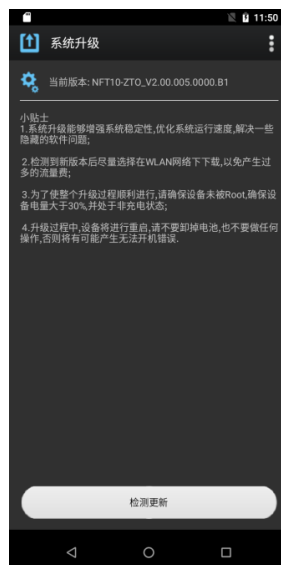 11:50
系统升级
当前版本: NFT10-ZTO_V2.00.005.0000.B1
小贴士
1.系统升级能够增强系统稳定性,优化系统运行速度,解决一些
隐藏的软件问题;
2.检测到新版本后尽量选择在WLAN网络下下载,以免产生过
多的流量费;
3.为了使整个升级过程顺利进行,请确保设备未被Root,确保设
备电量大于30%,并处于非充电状态;
4.升级过程中,设备将进行重启,请不要卸掉电池,也不要做任何
操作,否则将有可能产生无法开机错误.
检测更新